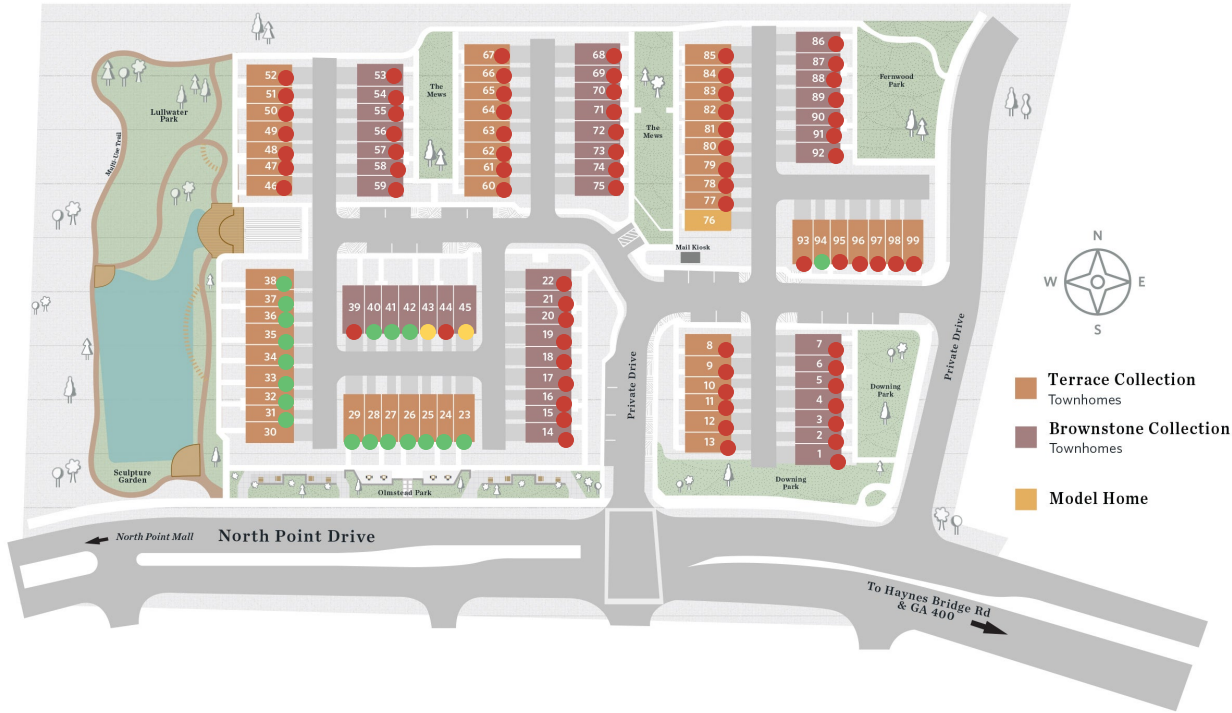 52
51
50
49
48
47
46
53
54
55
56
57
58
59
The
Mews
67
66
65
64
63
62
61
60
68
69
70
71
72
73
74
75
The
Mews
85
84
83
82
81
80
79
78
77
76
86
87
88
89
90
91
92
Fernwood
Park
Lullwater
Park
Multi-Use Trail
Mail Kiosk
93 94 95 96 97 98 99
38
37
36
35
34
33
32
31
30
39 40 41 42 43 44 45
29 28 27 26 25 24 23
22
21
20
19
18
17
16
15
14
Private Drive
8
9
10
11
12
13
7
6
5
4
3
2
1
Downing
Park
Downing
Park
Private Drive
Sculpture
Garden
Olmstead Park
North Point Mall
North Point Drive
To Haynes Bridge Rd
& GA 400
N
W E
S
Terrace Collection
Townhomes
Brownstone Collection
Townhomes
Model Home